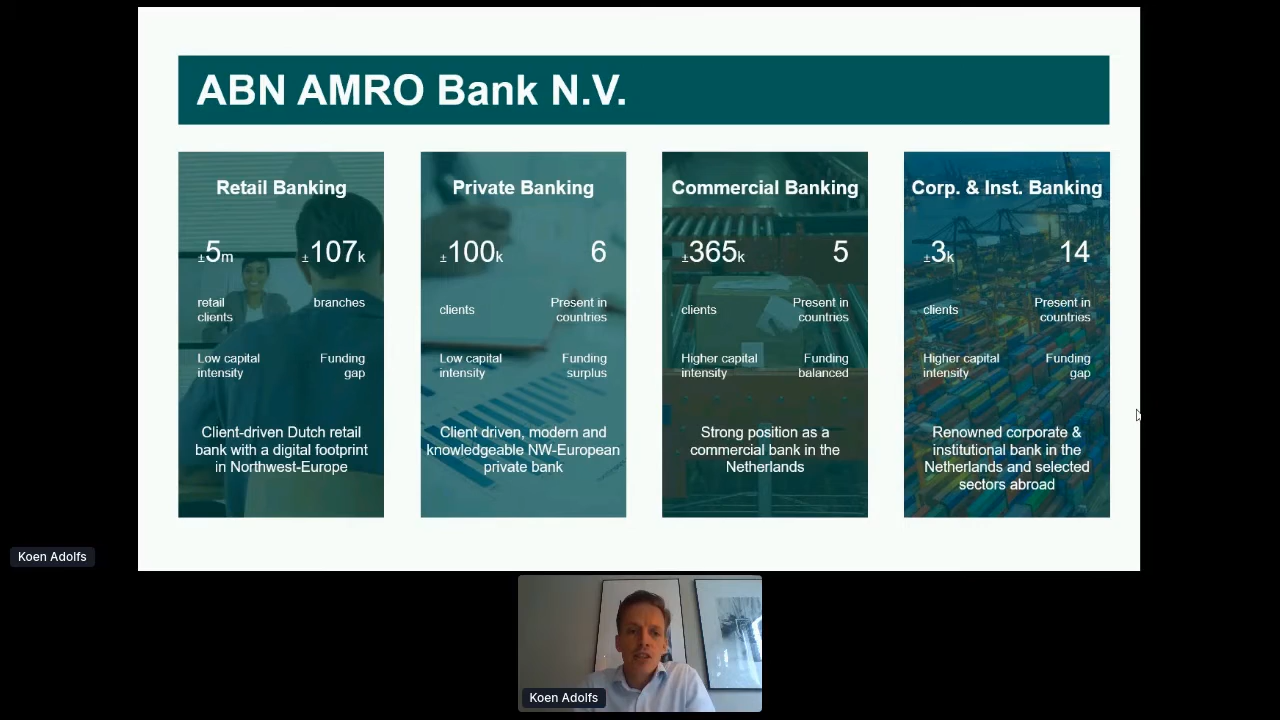 ABN AMRO Bank N.V.
Retail Banking
±5m
±107k
retail
clients
branches
Low capital
intensity
Funding
gap
Client-driven Dutch retail
bank with a digital footprint
in Northwest-Europe
Private Banking
±100k
6
clients
Present in
countries
Low capital
intensity
Funding
surplus
Client driven, modern and
knowledgeable NW-European
private bank
Commercial Banking
±365k
5
clients
Present in
countries
Higher capital
intensity
Funding
balanced
Strong position as a
commercial bank in the
Netherlands
Corp. & Inst. Banking
±3k
14
clients
Present in
countries
Higher capital
intensity
Funding
gap
Renowned corporate &
institutional bank in the
Netherlands and selected
sectors abroad
Koen Adolfs
Koen Adolfs